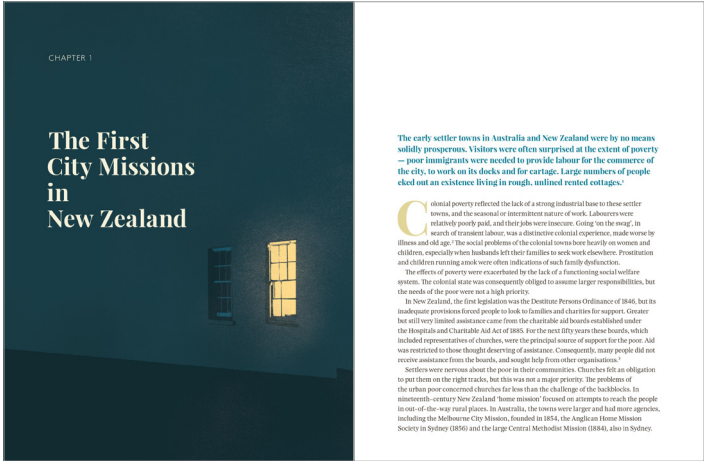 CHAPTER 1
The First
City Missions
in
New Zealand
The early settler towns in Australia and New Zealand were by no means
solidly prosperous. Visitors were often surprised at the extent of poverty
— poor immigrants were needed to provide labour for the commerce of
the city, to work on its docks and for cartage. Large numbers of people
eked out an existence living in rough, unlined rented cottages.¹
Colonial poverty reflected the lack of a strong industrial base to these settler
towns, and the seasonal or intermittent nature of work. Labourers were
relatively poorly paid, and their jobs were insecure. Going ‘on the swag’, in
search of transient labour, was a distinctive colonial experience, made worse by
illness and old age.² The social problems of the colonial towns bore heavily on women and
children, especially when husbands left their families to seek work elsewhere. Prostitution
and children running amok were often indications of such family dysfunction.
The effects of poverty were exacerbated by the lack of a functioning social welfare
system. The colonial state was consequently obliged to assume larger responsibilities, but
the needs of the poor were not a high priority.
In New Zealand, the first legislation was the Destitute Persons Ordinance of 1846, but its
inadequate provisions forced people to look to families and charities for support. Greater
but still very limited assistance came from the charitable aid boards established under
the Hospitals and Charitable Aid Act of 1885. For the next fifty years these boards, which
included representatives of churches, were the principal source of support for the poor. Aid
was restricted to those thought deserving of assistance. Consequently, many people did not
receive assistance from the boards, and sought help from other organisations.³
Settlers were nervous about the poor in their communities. Churches felt an obligation
to put them on the right tracks, but this was not a major priority. The problems of
the urban poor concerned churches far less than the challenge of the backblocks. In
nineteenth-century New Zealand ‘home mission’ focused on attempts to reach the people
in out-of-the-way rural places. In Australia, the towns were larger and had more agencies,
including the Melbourne City Mission, founded in 1854, the Anglican Home Mission
Society in Sydney (1856) and the large Central Methodist Mission (1884), also in Sydney.